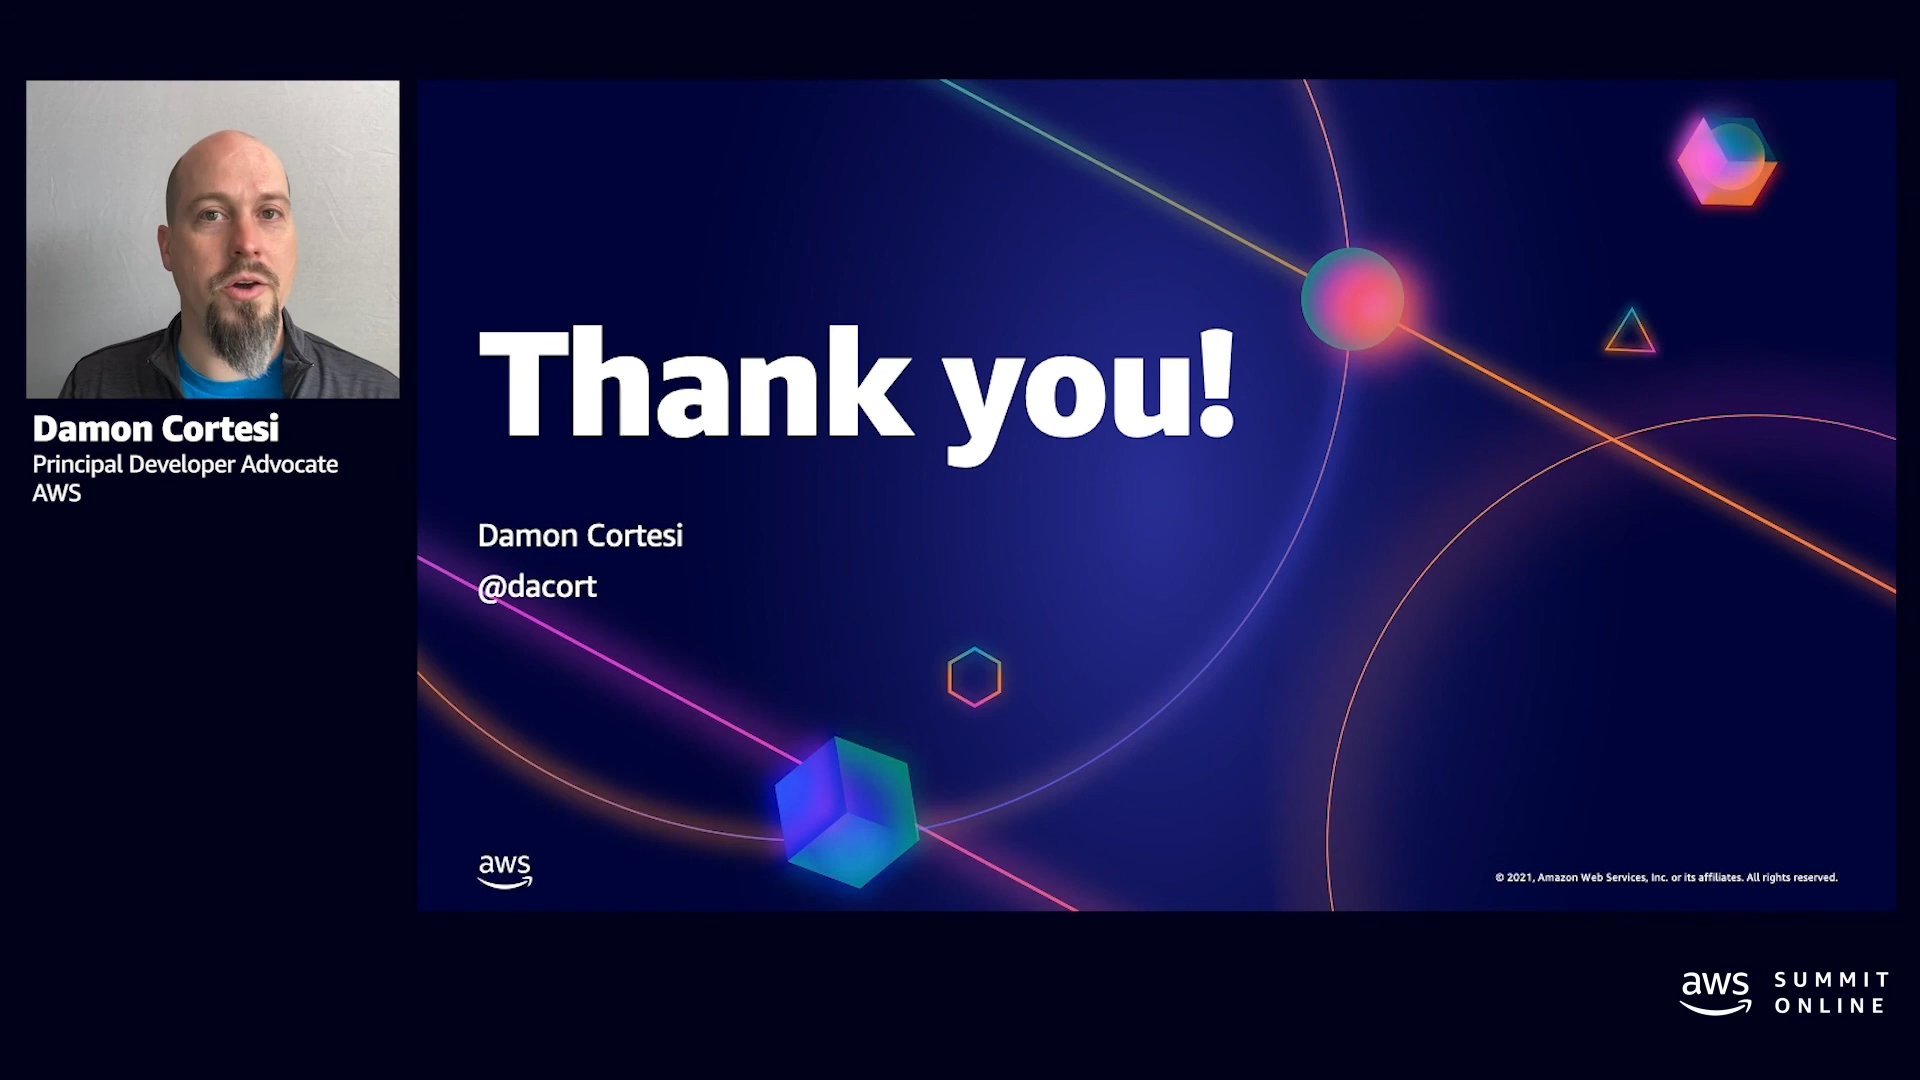 Damon Cortesi
Principal Developer Advocate
AWS
Thank you!
Damon Cortesi
@dacort
aws
© 2021, Amazon Web Services, Inc. or its affiliates. All rights reserved.
aws SUMMIT
ONLINE